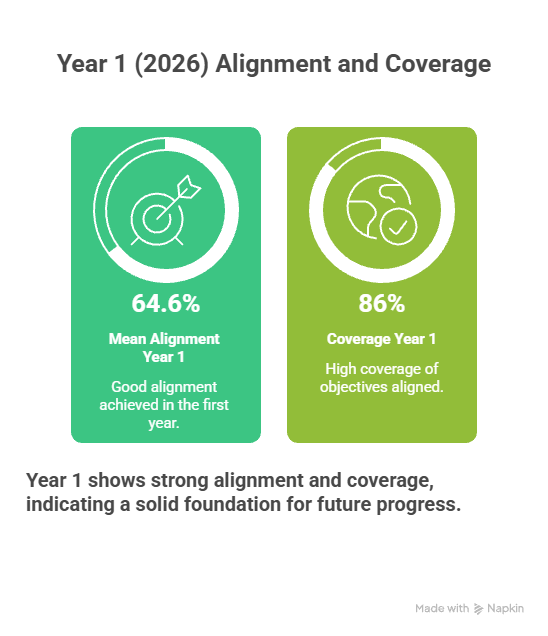 Year 1 (2026) Alignment and Coverage
64.6%
Mean Alignment
Year 1
Good alignment
achieved in the first
year.
86%
Coverage Year 1
High coverage of
objectives aligned.
Year 1 shows strong alignment and coverage,
indicating a solid foundation for future progress.
Made with Napkin